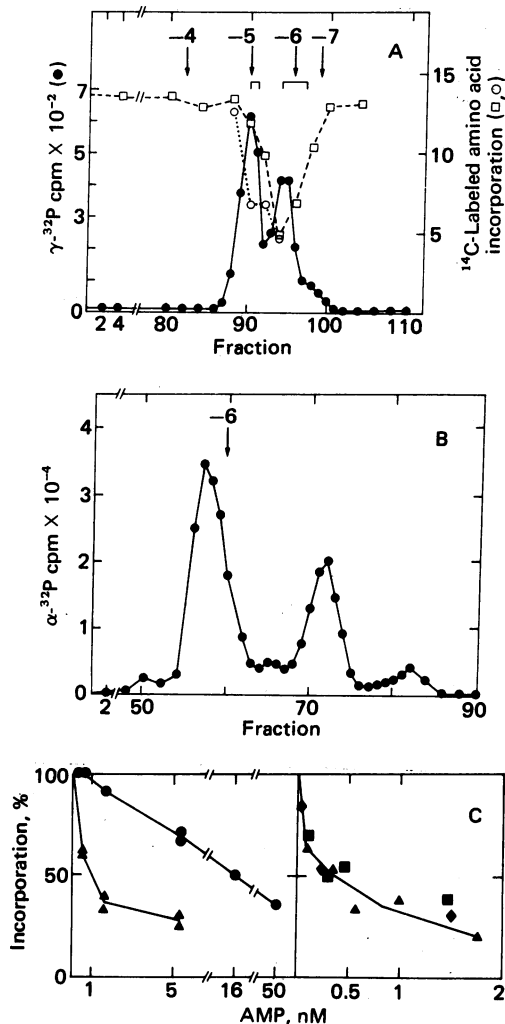 −4 −5 −6 −7 A
γ-³²P cpm X 10⁻² (●)
7
5
3
0
15
10
5
¹⁴C-Labeled amino acid
incorporation (□,○)
2 4 80 90 100 110
Fraction
−6 B
α-³²P cpm X 10⁻⁴
4
3
2
1
0
2 50 70 90
Fraction
C
Incorporation, %
100
50
0
1 5 16 50 0.5 1 2
AMP, nM